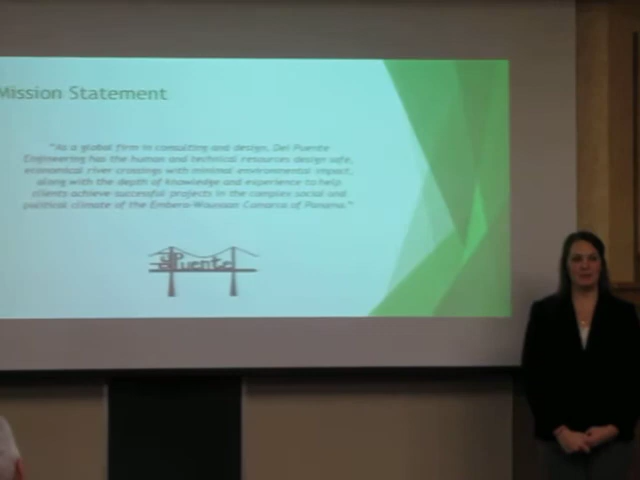 Mission Statement
"As a global firm in consulting and design, Del Puente
Engineering has the human and technical resources design safe,
economical river crossings with minimal environmental impact;
along with the depth of knowledge and experience to help
clients achieve successful projects in the complex social and
political climate of the Embera-Wounaan Comarca of Panama."
del Puente